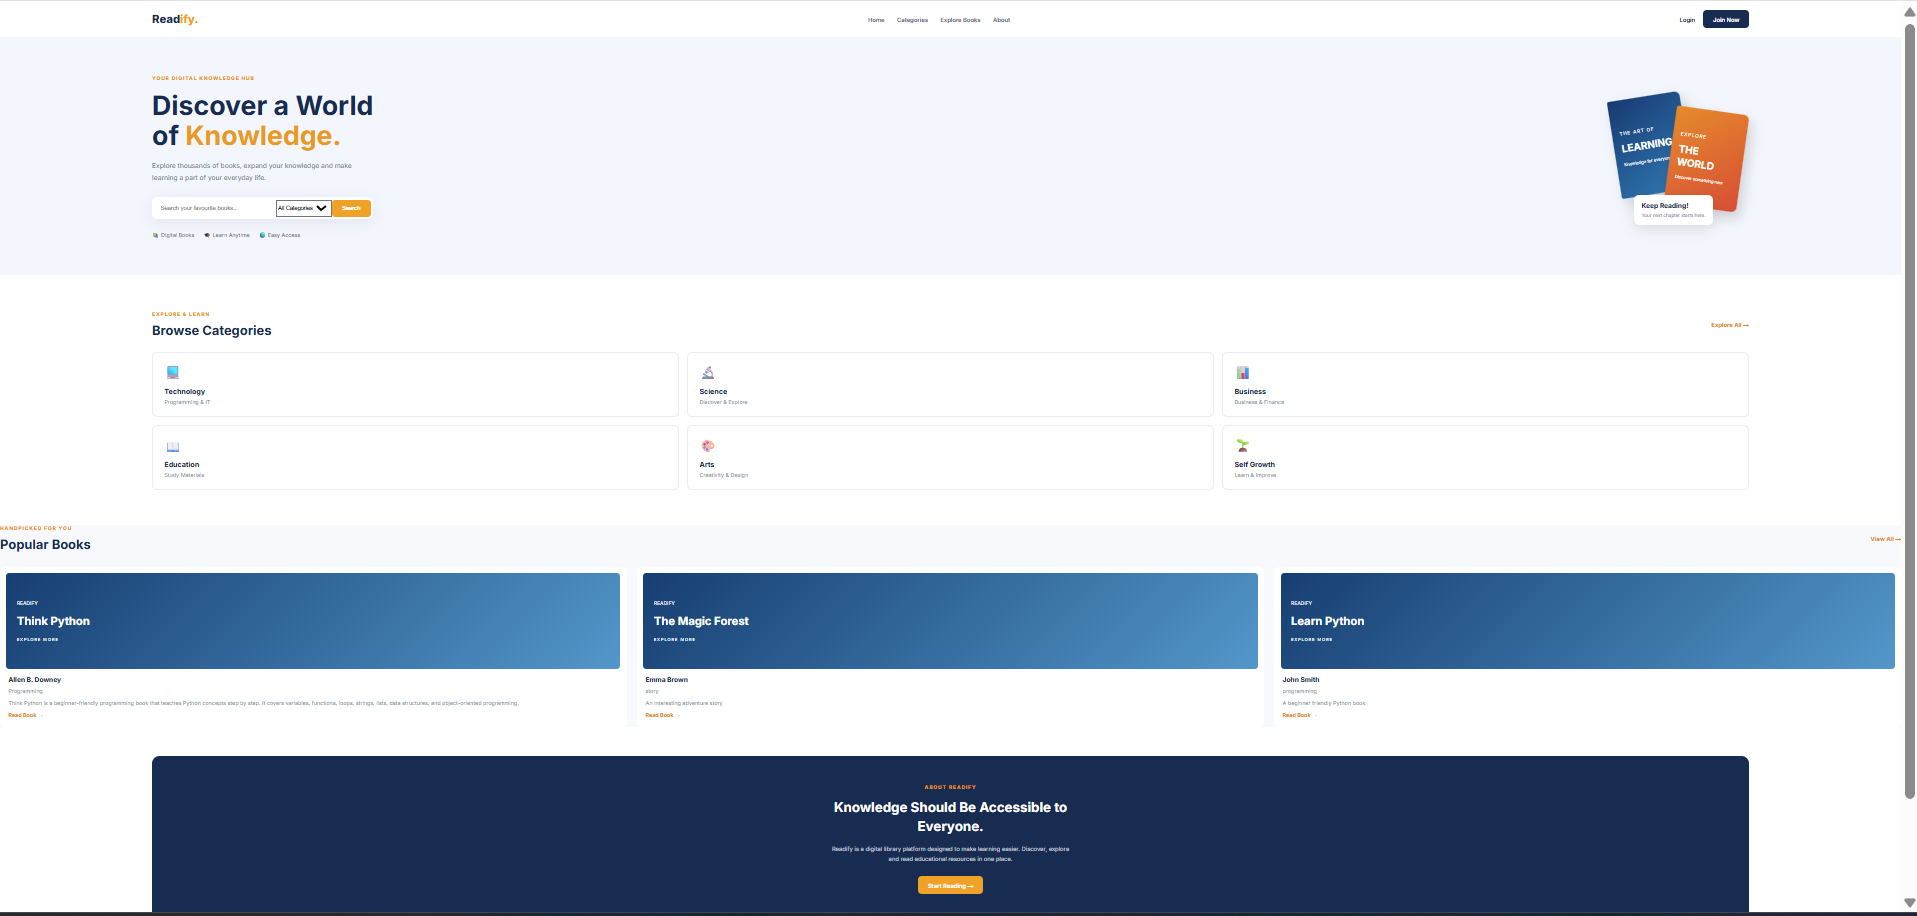 Readify.
Home Categories Explore Books About
Login Join Now
YOUR DIGITAL KNOWLEDGE HUB
Discover a World
of Knowledge.
Explore thousands of books, expand your knowledge and make
learning a part of your everyday life.
Search your favourite books... All Categories Search
Digital Books Learn Anytime Easy Access
THE ART OF
LEARNING
Knowledge for everyon
EXPLORE
THE
WORLD
Discover something new
Keep Reading!
Your next chapter starts here.
EXPLORE & LEARN
Browse Categories
Explore All →
Technology
Programming & IT
Science
Discover & Explore
Business
Business & Finance
Education
Study Materials
Arts
Creativity & Design
Self Growth
Learn & Improve
HANDPICKED FOR YOU
Popular Books
View All →
READIFY
Think Python
EXPLORE MORE
Allen B. Downey
Programming
Think Python is a beginner-friendly programming book that teaches Python concepts step by step. It covers variables, functions, loops, strings, lists, data structures, and object-oriented programming.
Read Book →
READIFY
The Magic Forest
EXPLORE MORE
Emma Brown
story
An interesting adventure story
Read Book →
READIFY
Learn Python
EXPLORE MORE
John Smith
programming
A beginner friendly Python book
Read Book →
ABOUT READIFY
Knowledge Should Be Accessible to
Everyone.
Readify is a digital library platform designed to make learning easier. Discover, explore
and read educational resources in one place.
Start Reading →